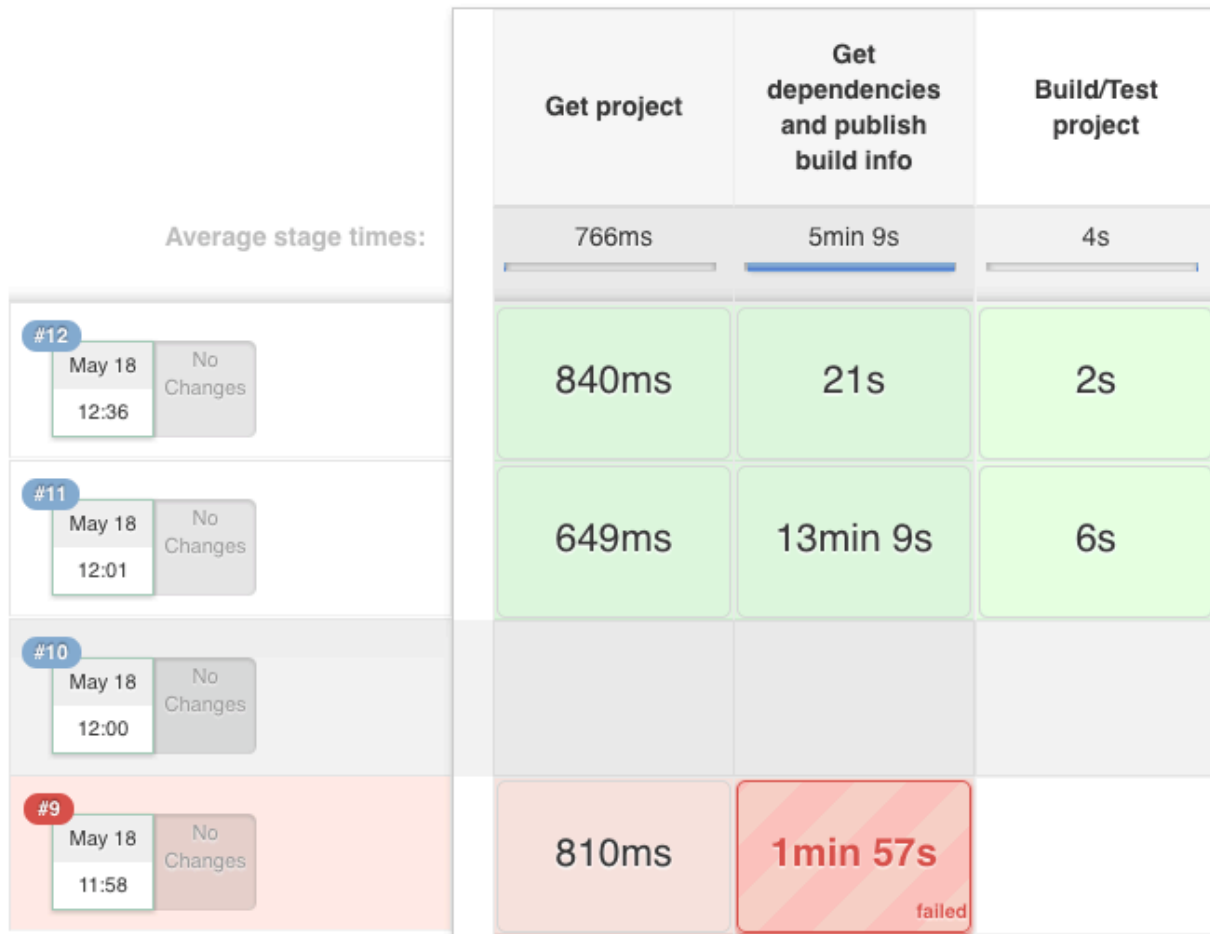 Get project
Get
dependencies
and publish
build info
Build/Test
project
Average stage times:
766ms
5min 9s
4s
#12
May 18
12:36
No
Changes
840ms
21s
2s
#11
May 18
12:01
No
Changes
649ms
13min 9s
6s
#10
May 18
12:00
No
Changes
#9
May 18
11:58
No
Changes
810ms
1min 57s
failed